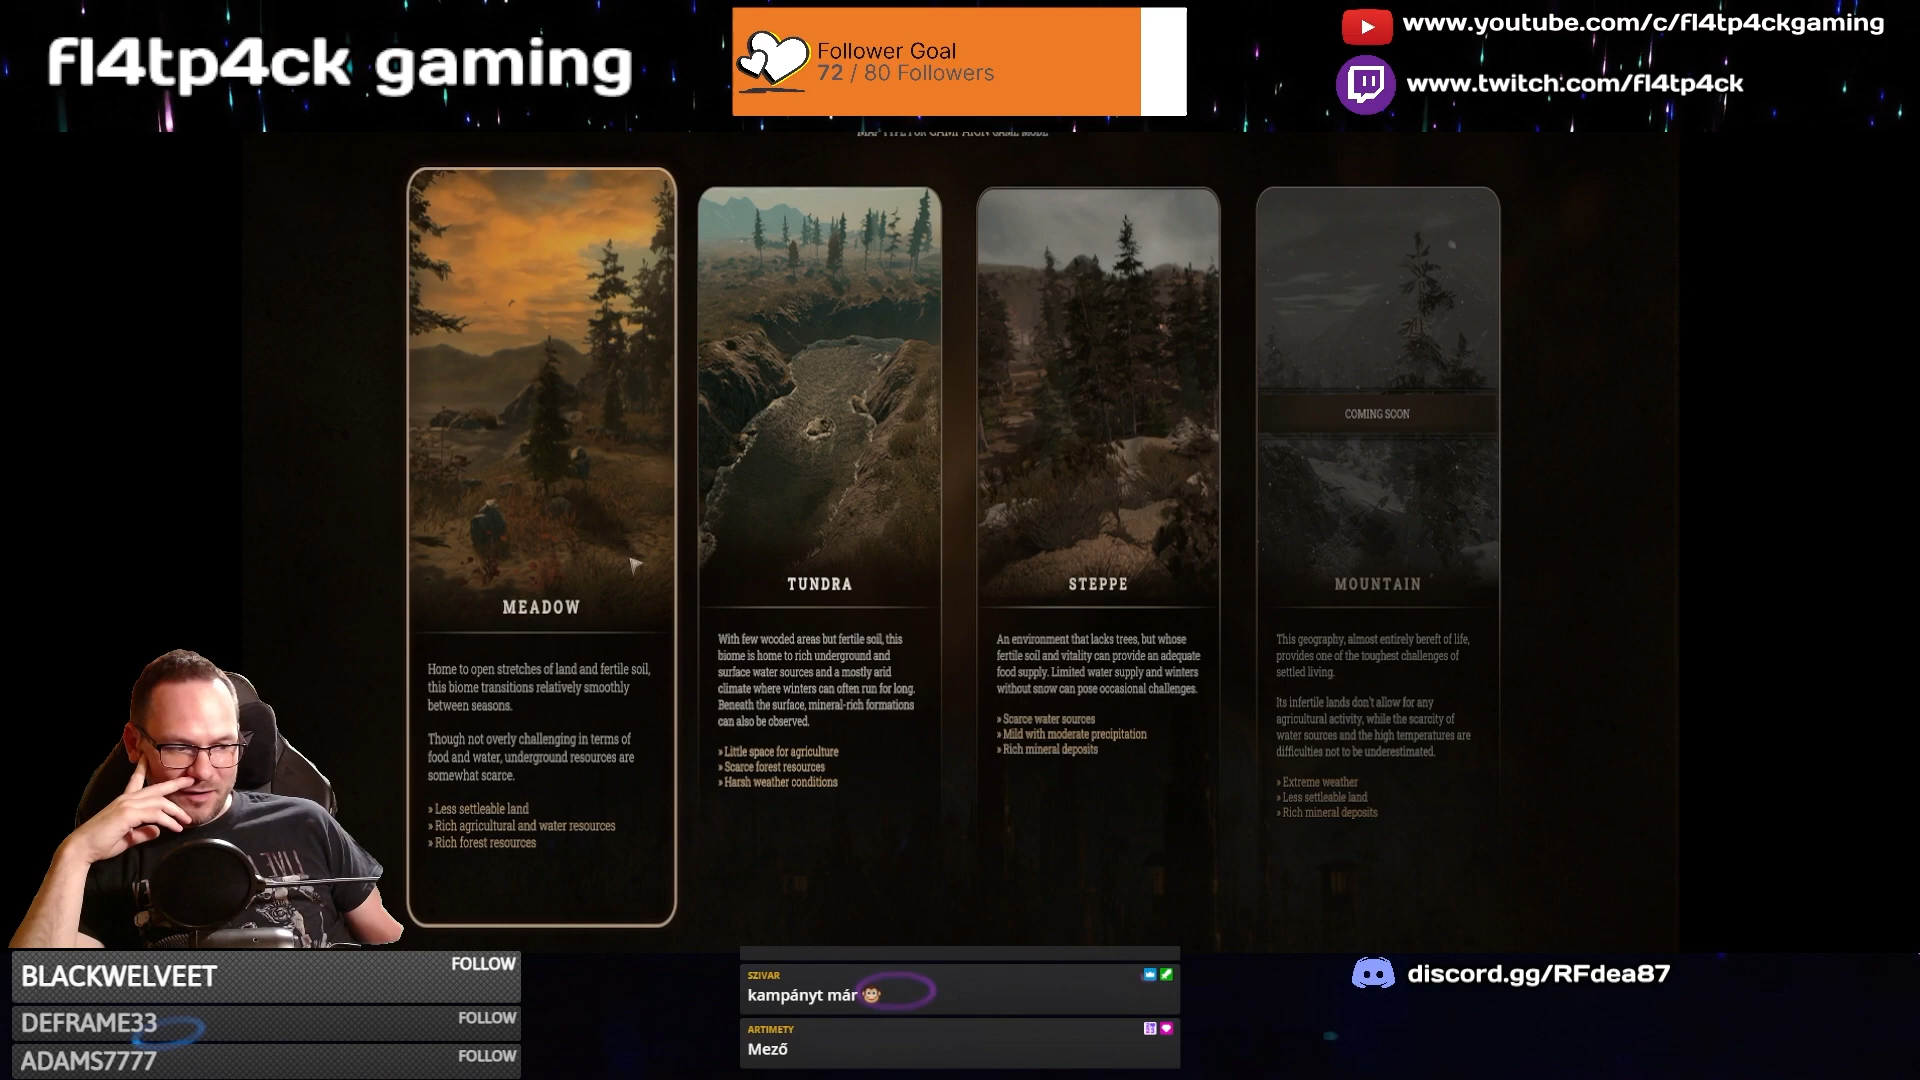 fl4tp4ck gaming
Follower Goal
72 / 80 Followers
www.youtube.com/c/fl4tp4ckgaming
www.twitch.com/fl4tp4ck
MAP TYPE FOR CAMPAIGN GAME MODE
MEADOW
Home to open stretches of land and fertile soil,
this biome transitions relatively smoothly
between seasons.
Though not overly challenging in terms of
food and water, underground resources are
somewhat scarce.
» Less settleable land
» Rich agricultural and water resources
» Rich forest resources
TUNDRA
With few wooded areas but fertile soil, this
biome is home to rich underground and
surface water sources and a mostly arid
climate where winters can often run for long.
Beneath the surface, mineral-rich formations
can also be observed.
» Little space for agriculture
» Scarce forest resources
» Harsh weather conditions
STEPPE
An environment that lacks trees, but whose
fertile soil and vitality can provide an adequate
food supply. Limited water supply and winters
without snow can pose occasional challenges.
» Scarce water sources
» Mild with moderate precipitation
» Rich mineral deposits
COMING SOON
MOUNTAIN
This geography, almost entirely bereft of life,
provides one of the toughest challenges of
settled living.
Its infertile lands don't allow for any
agricultural activity, while the scarcity of
water sources and the high temperatures are
difficulties not to be underestimated.
» Extreme weather
» Less settleable land
» Rich mineral deposits
BLACKWELVEET FOLLOW
DEFRAME33 FOLLOW
ADAMS7777 FOLLOW
SZIVAR
kampányt már 🐵
ARTIMETY
Mező
discord.gg/RFdea87